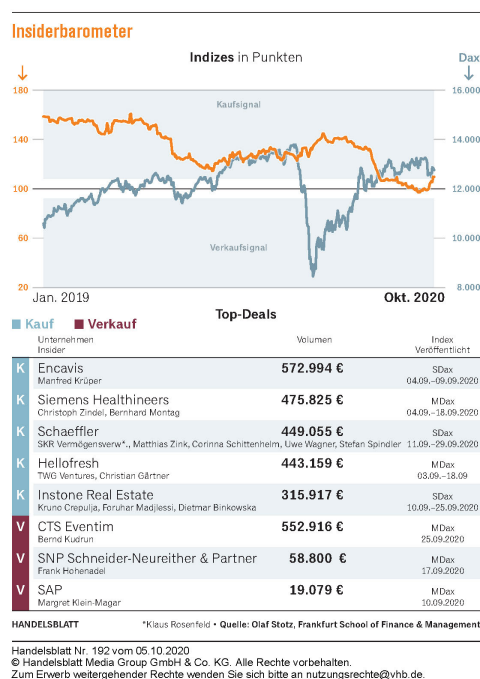 Insiderbarometer
Indizes in Punkten
Dax
180
16.000
Kaufsignal
140
14.000
100
12.000
60
10.000
Verkaufsignal
20
8.000
Jan. 2019
Okt. 2020
Top-Deals
Kauf
Verkauf
Unternehmen
Insider
Volumen
Index
Veröffentlicht
K
Encavis
572.994 €
SDax
Manfred Krüper
04.09.–09.09.2020
K
Siemens Healthineers
475.825 €
MDax
Christoph Zindel, Bernhard Montag
04.09.–18.09.2020
K
Schaeffler
449.055 €
SDax
SKR Vermögensverw*., Matthias Zink, Corinna Schittenhelm, Uwe Wagner, Stefan Spindler
11.09.–29.09.2020
K
Hellofresh
443.159 €
MDax
TWG Ventures, Christian Gärtner
03.09.–18.09
K
Instone Real Estate
315.917 €
SDax
Kruno Crepulja, Foruhar Madjlessi, Dietmar Binkowska
10.09.–25.09.2020
V
CTS Eventim
552.916 €
MDax
Bernd Kudrun
25.09.2020
V
SNP Schneider-Neureither & Partner
58.800 €
MDax
Frank Hohenadel
17.09.2020
V
SAP
19.079 €
MDax
Margret Klein-Magar
10.09.2020
HANDELSBLATT
*Klaus Rosenfeld • Quelle: Olaf Stotz, Frankfurt School of Finance & Management
Handelsblatt Nr. 192 vom 05.10.2020
© Handelsblatt Media Group GmbH & Co. KG. Alle Rechte vorbehalten.
Zum Erwerb weitergehender Rechte wenden Sie sich bitte an nutzungsrechte@vhb.de.